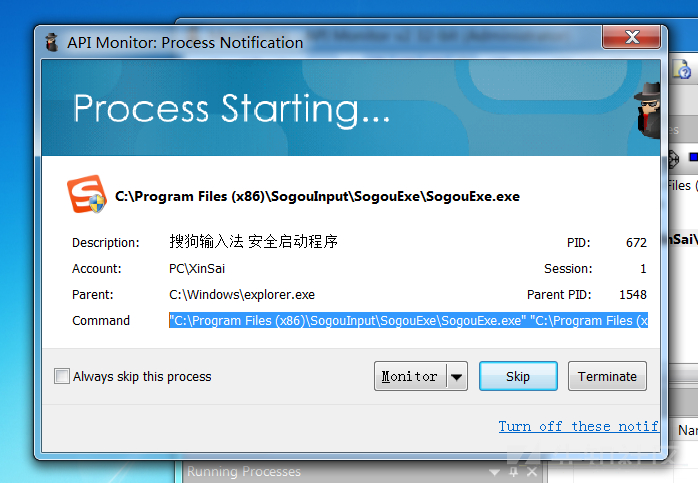 API Monitor v2 32-bit (Administrator)
API Monitor: Process Notification
Process Starting...
C:\Program Files (x86)\SogouInput\SogouExe\SogouExe.exe
Description: 搜狗输入法 安全启动程序 PID: 672
Account: PC\XinSai Session: 1
Parent: C:\Windows\explorer.exe Parent PID: 1548
Command "C:\Program Files (x86)\SogouInput\SogouExe\SogouExe.exe" "C:\Program Files (x
Always skip this process Monitor Skip Terminate
Turn off these notif
Files (
nSai\
Nar
Running Processes